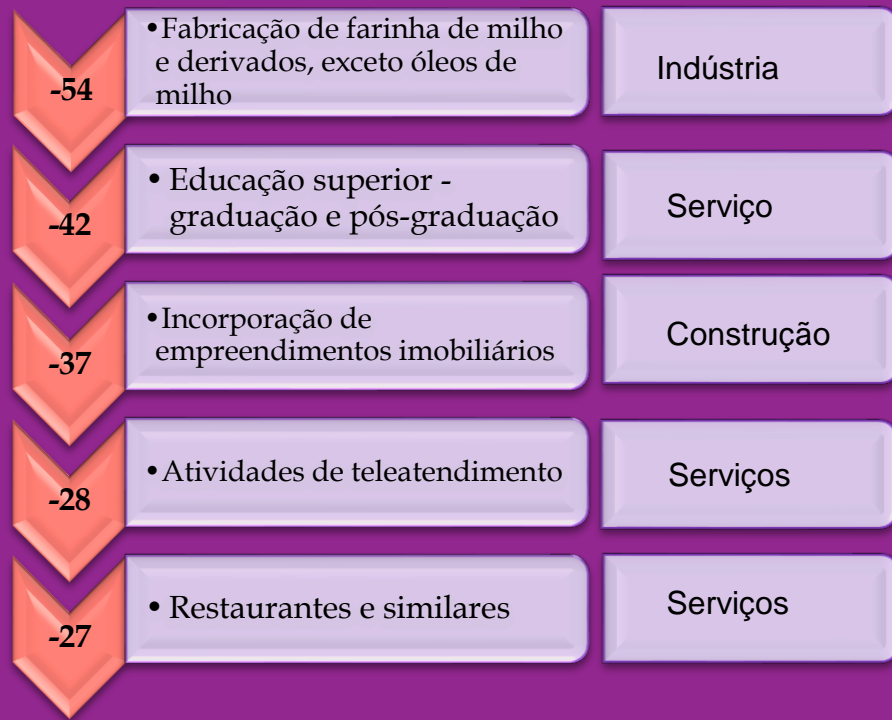 -54
•Fabricação de farinha de milho
e derivados, exceto óleos de
milho
Indústria
-42
• Educação superior -
graduação e pós-graduação
Serviço
-37
•Incorporação de
empreendimentos imobiliários
Construção
-28
•Atividades de teleatendimento
Serviços
-27
• Restaurantes e similares
Serviços